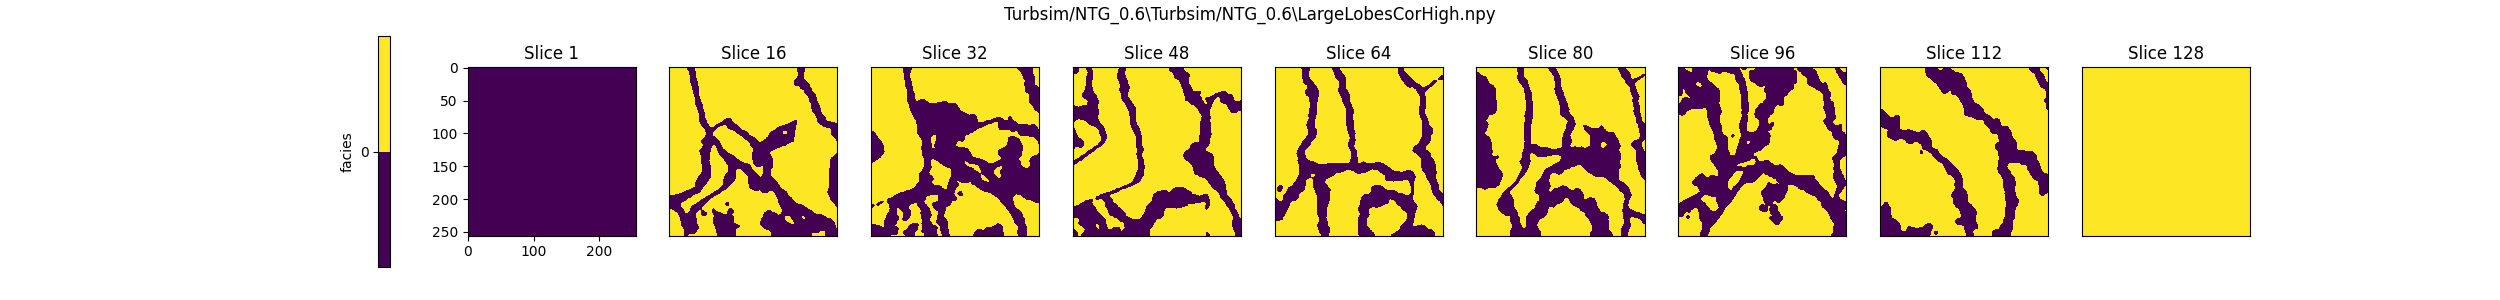 Turbsim/NTG_0.6\Turbsim/NTG_0.6\LargeLobesCorHigh.npy
Slice 1 Slice 16 Slice 32 Slice 48 Slice 64 Slice 80 Slice 96 Slice 112 Slice 128
facies
0
0
50
100
150
200
250
0 100 200